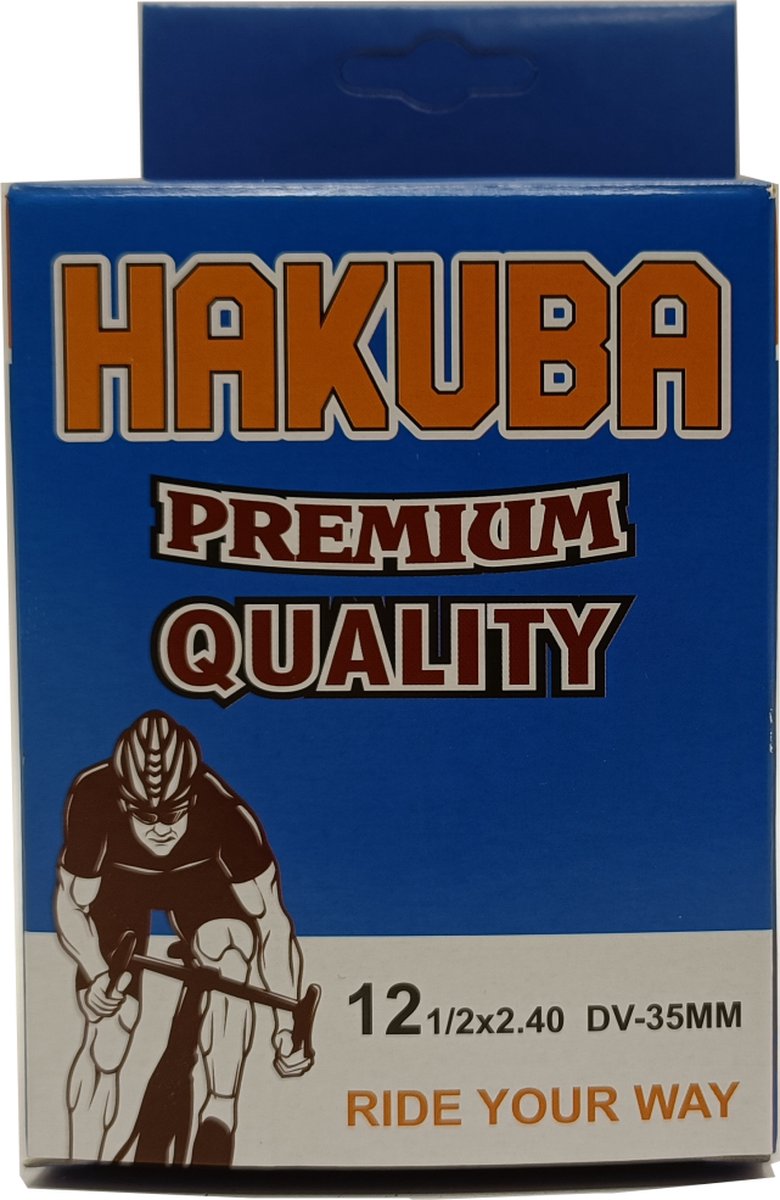 HAKUBA
PREMIUM
QUALITY
12 1/2x2.40 DV-35MM
RIDE YOUR WAY